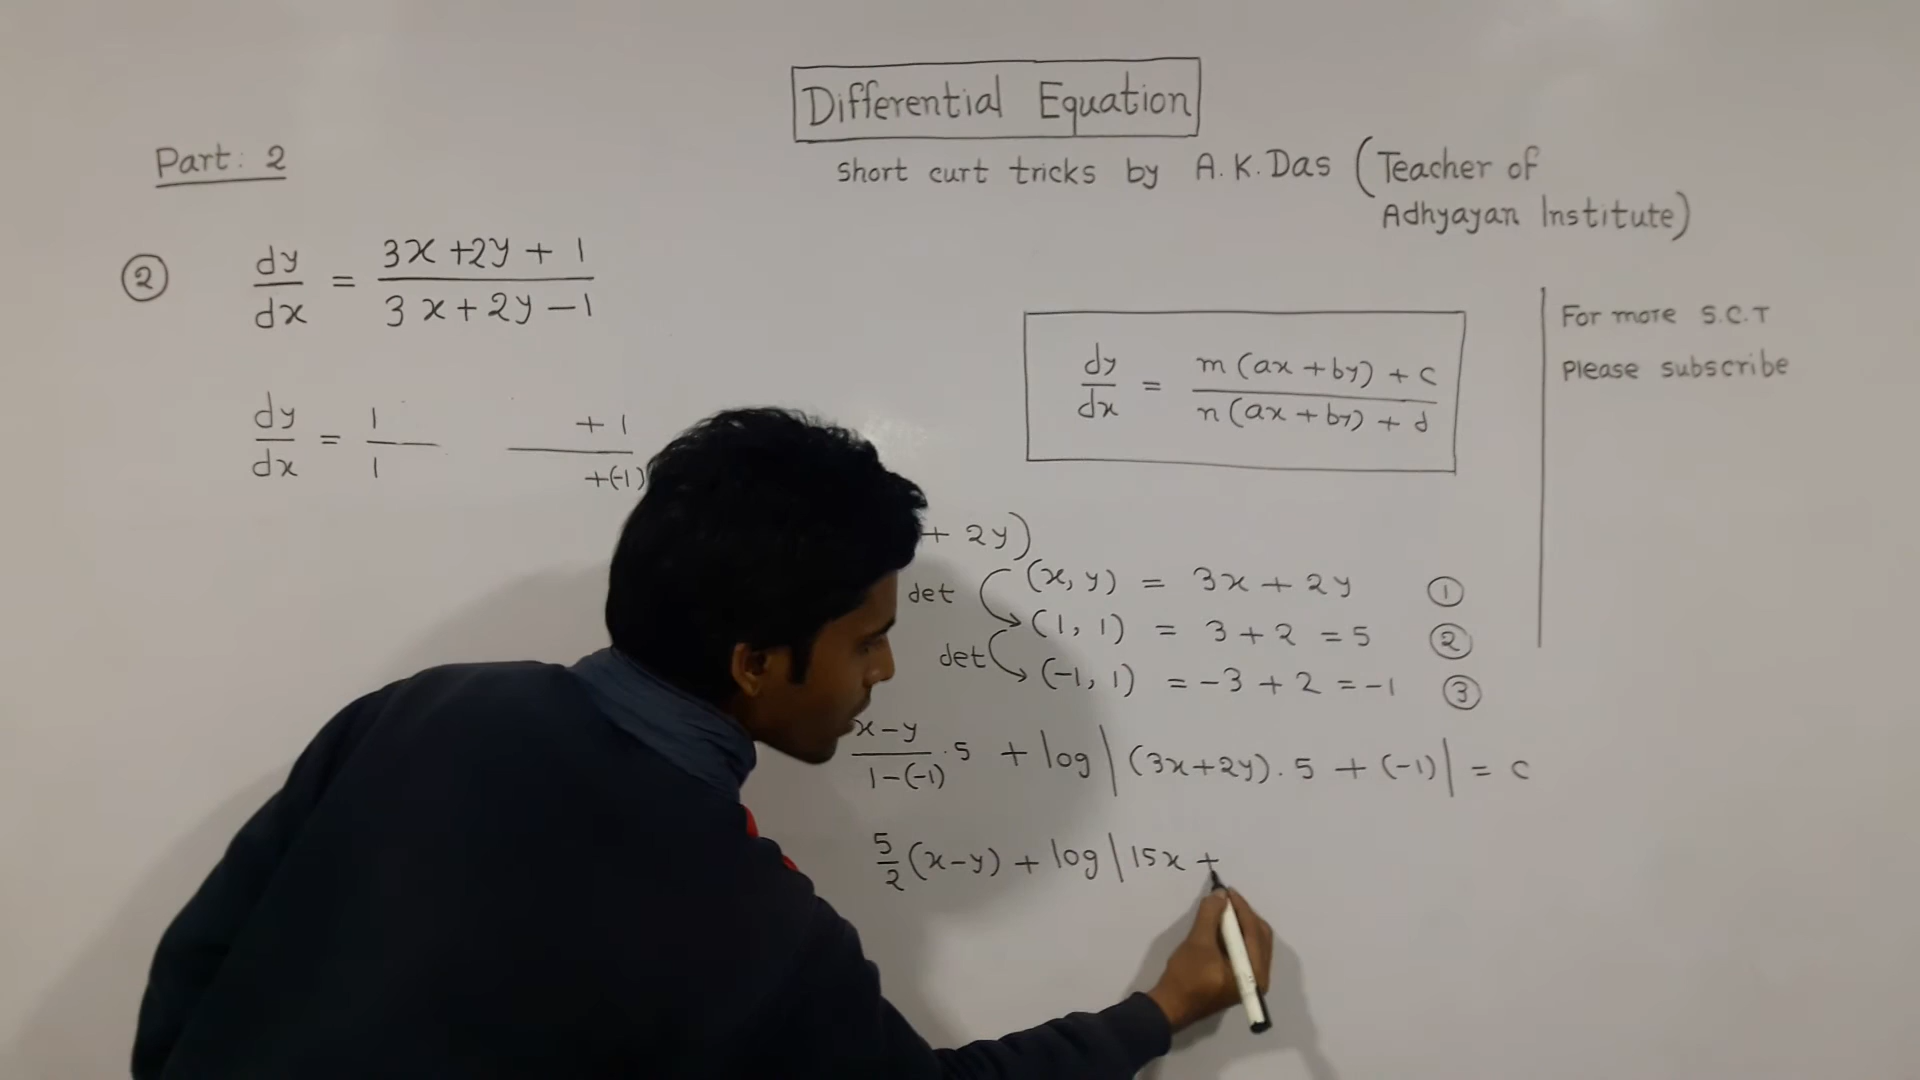 Differential Equation
Part: 2
Short curt tricks by A.K.Das (Teacher of
Adhyayan Institute)
② dy/dx = (3x+2y+1)/(3x+2y−1)
For more S.C.T
Please subscribe
dy/dx = (m(ax+by)+c)/(n(ax+by)+d)
dy/dx = 1/1 +1/+(-1)
+ 2y)
det (x, y) = 3x+2y ①
(1, 1) = 3+2 = 5 ②
det (-1, 1) = -3+2 = -1 ③
(x-y)/(1-(-1)) . 5 + log|(3x+2y). 5 + (-1)| = c
5/2 (x-y) + log|15x +